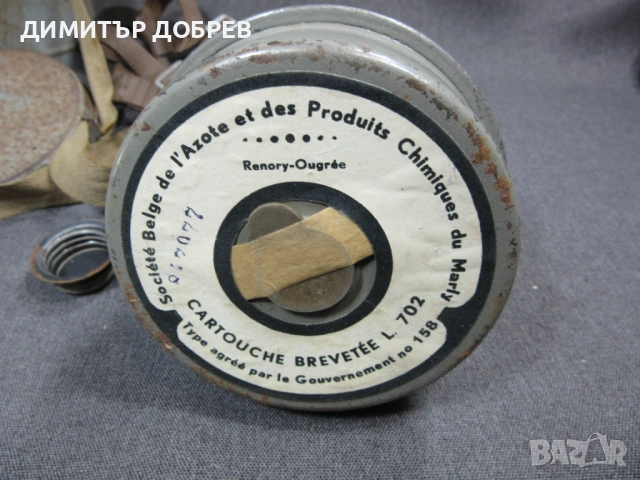 ДИМИТЪР ДОБРЕВ
Société Belge de l'Azote et des Produits Chimiques du Marly
Renory-Ougrée
CARTOUCHE BREVETÉE L. 702
Type agréé par le Gouvernement no 158
BAZAR